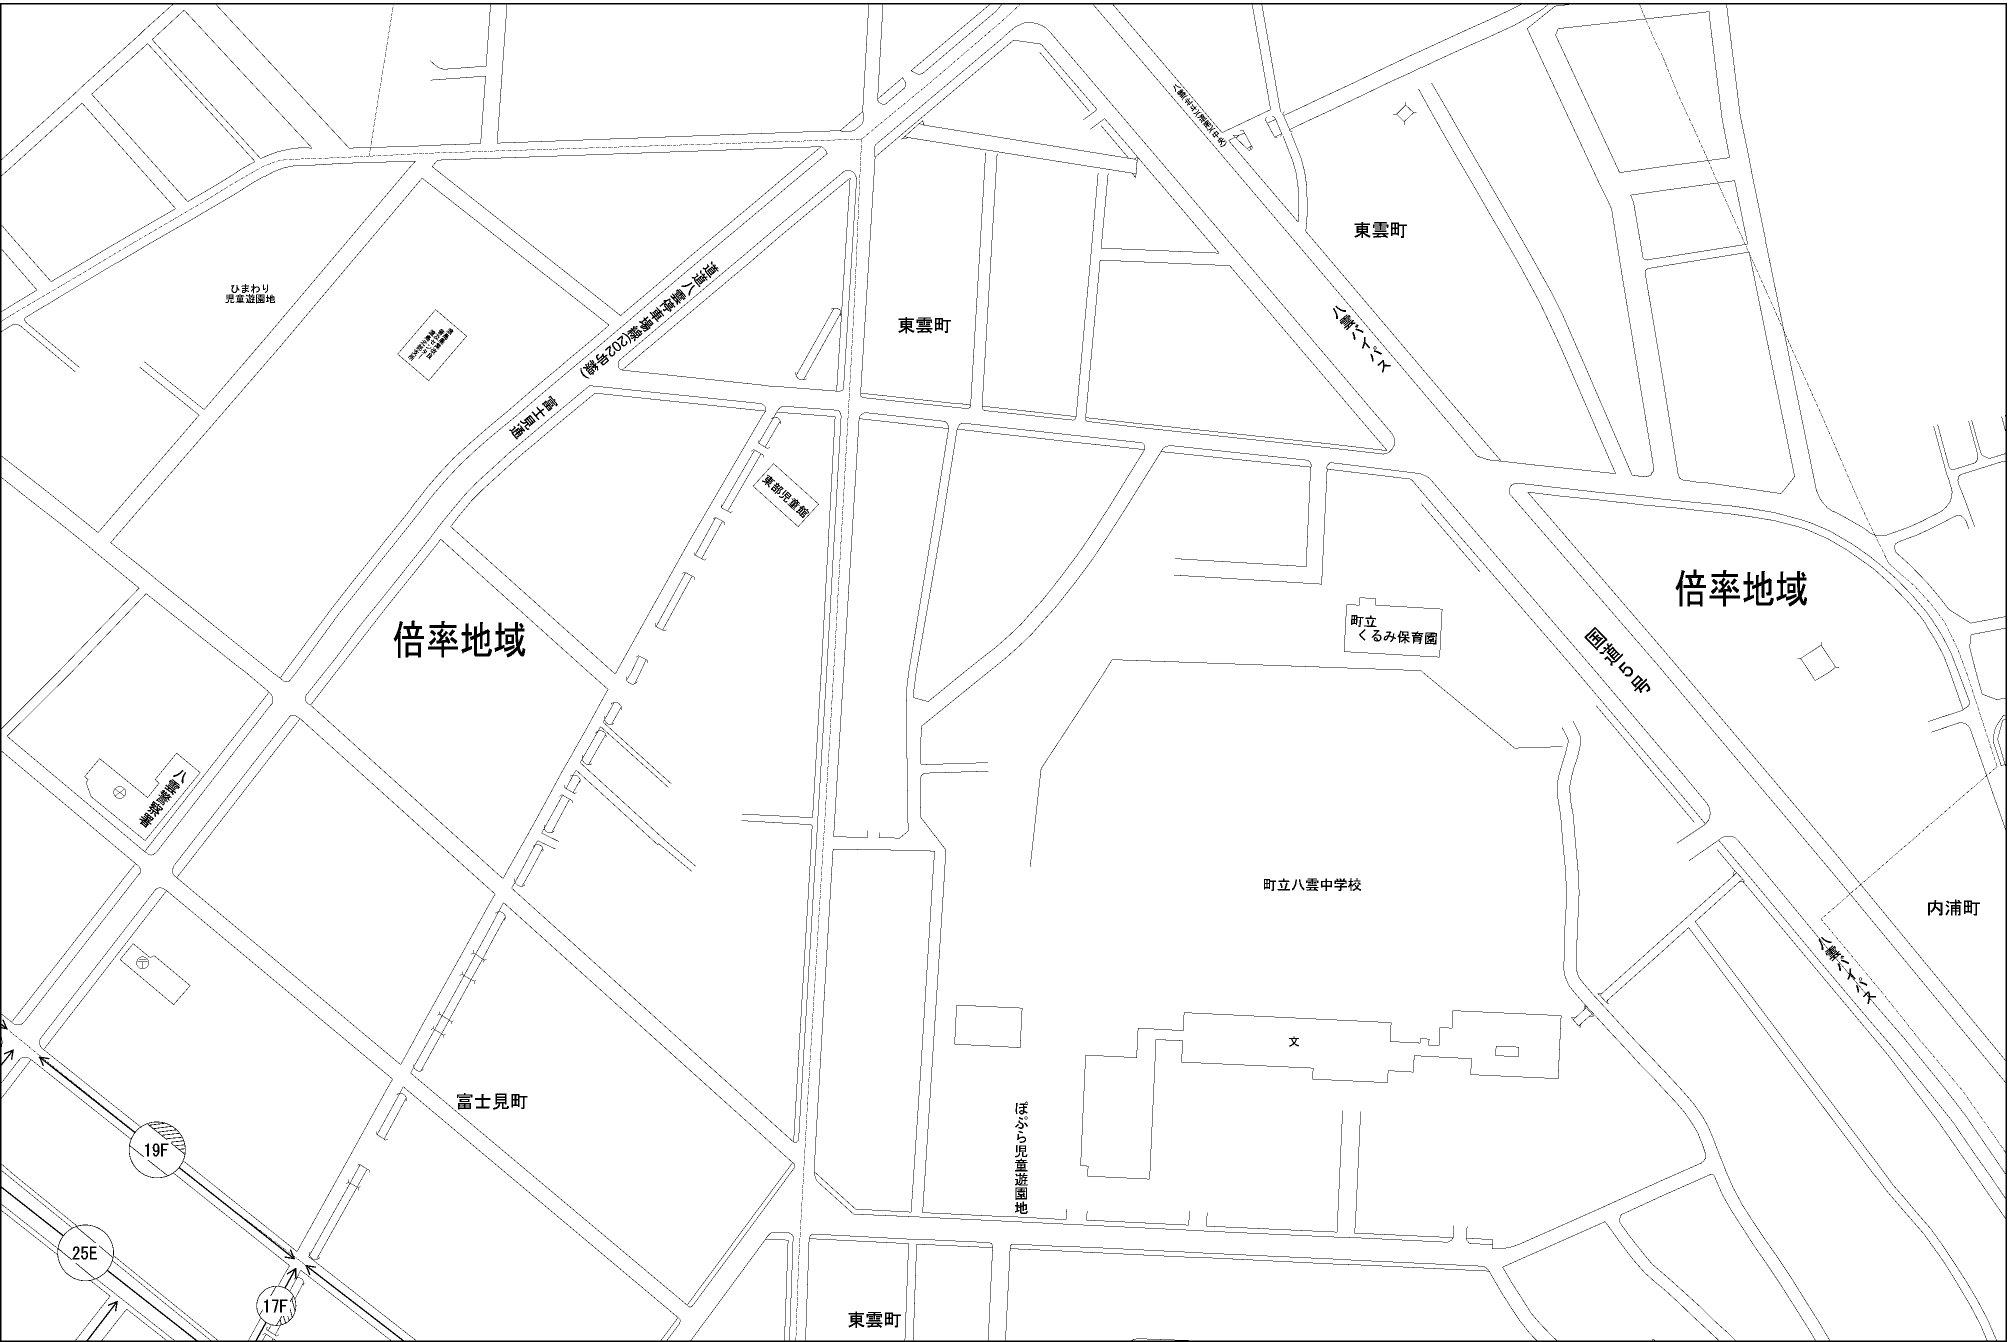 八雲バイパス
東雲町
ひまわり
児童遊園地
道道八雲停車場線(202号線)
東雲町
富士見通
東部児童館
倍率地域
倍率地域
町立
くるみ保育園
国道5号
八雲警察署
町立八雲中学校
内浦町
八雲バイパス
文
富士見町
ぽぷら児童遊園地
19F
25E
17F
東雲町